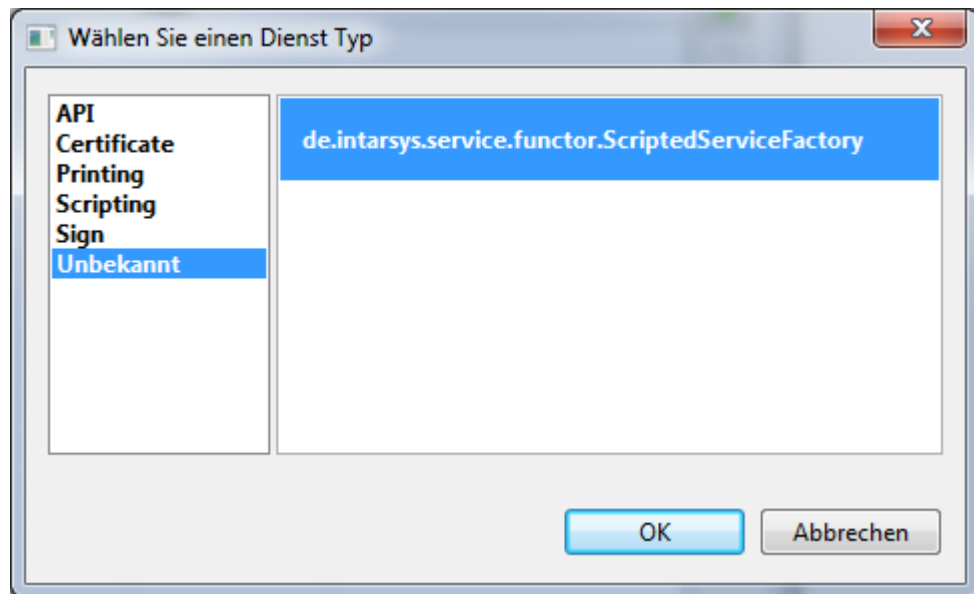 Wählen Sie einen Dienst Typ
API
Certificate
Printing
Scripting
Sign
Unbekannt
de.intarsys.service.functor.ScriptedServiceFactory
OK
Abbrechen